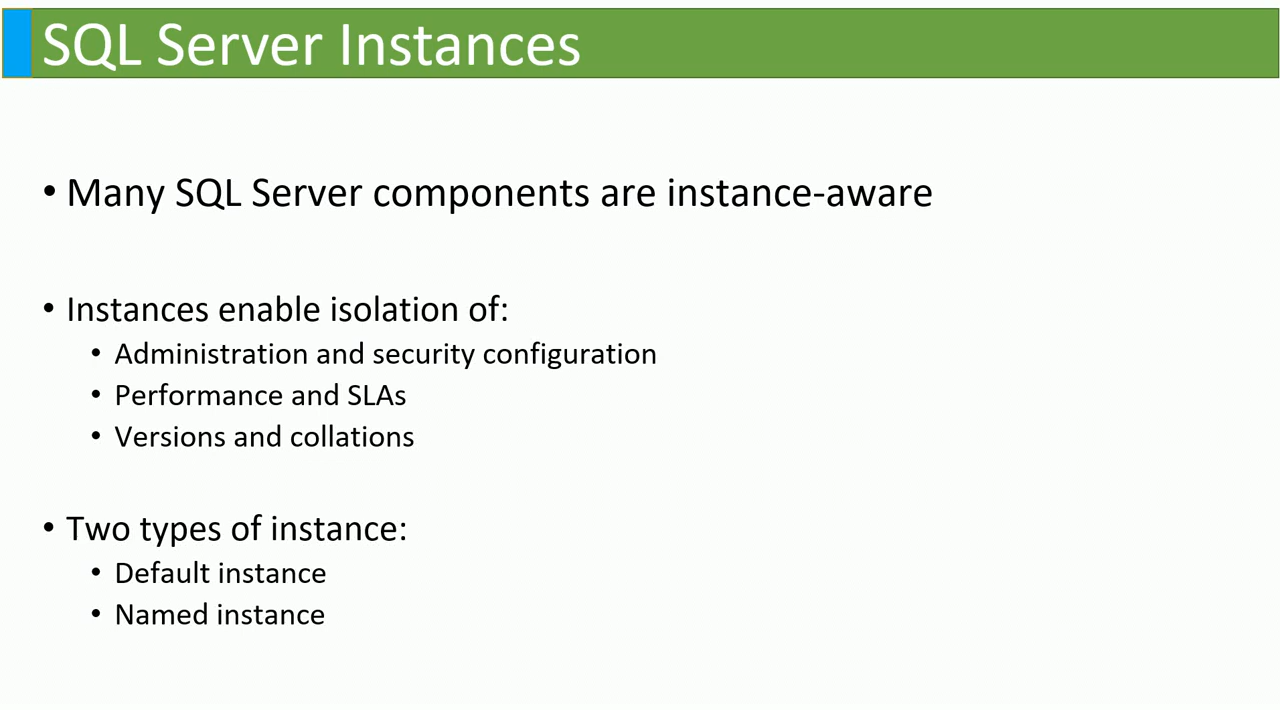 SQL Server Instances
• Many SQL Server components are instance-aware
• Instances enable isolation of:
• Administration and security configuration
• Performance and SLAs
• Versions and collations
• Two types of instance:
• Default instance
• Named instance